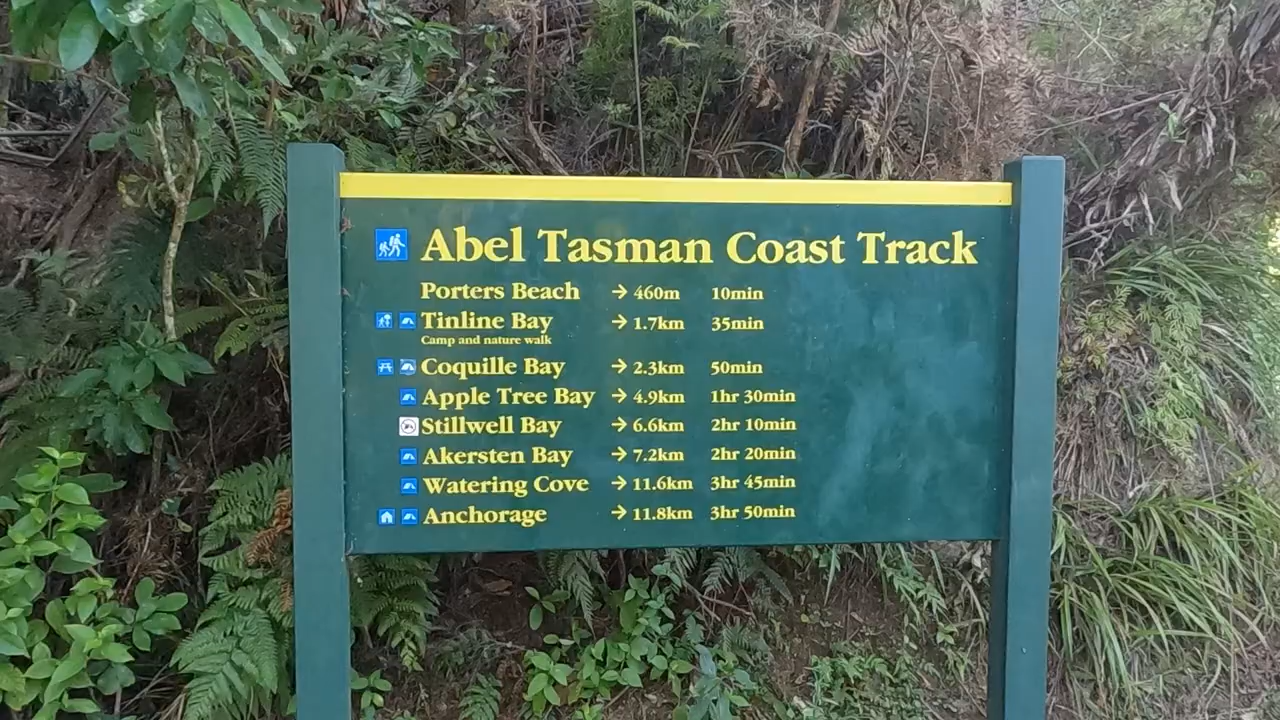 Abel Tasman Coast Track
Porters Beach → 460m 10min
Tinline Bay → 1.7km 35min
Camp and nature walk
Coquille Bay → 2.3km 50min
Apple Tree Bay → 4.9km 1hr 30min
Stillwell Bay → 6.6km 2hr 10min
Akersten Bay → 7.2km 2hr 20min
Watering Cove → 11.6km 3hr 45min
Anchorage → 11.8km 3hr 50min